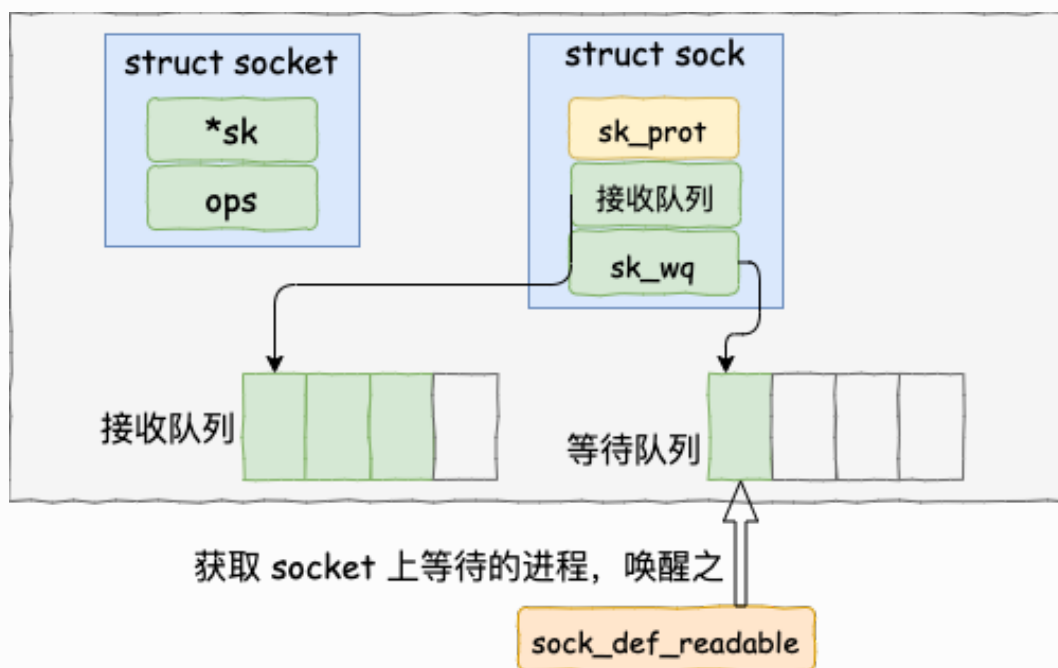 struct socket
*sk
ops
struct sock
sk_prot
接收队列
sk_wq
接收队列
等待队列
获取 socket 上等待的进程，唤醒之
sock_def_readable